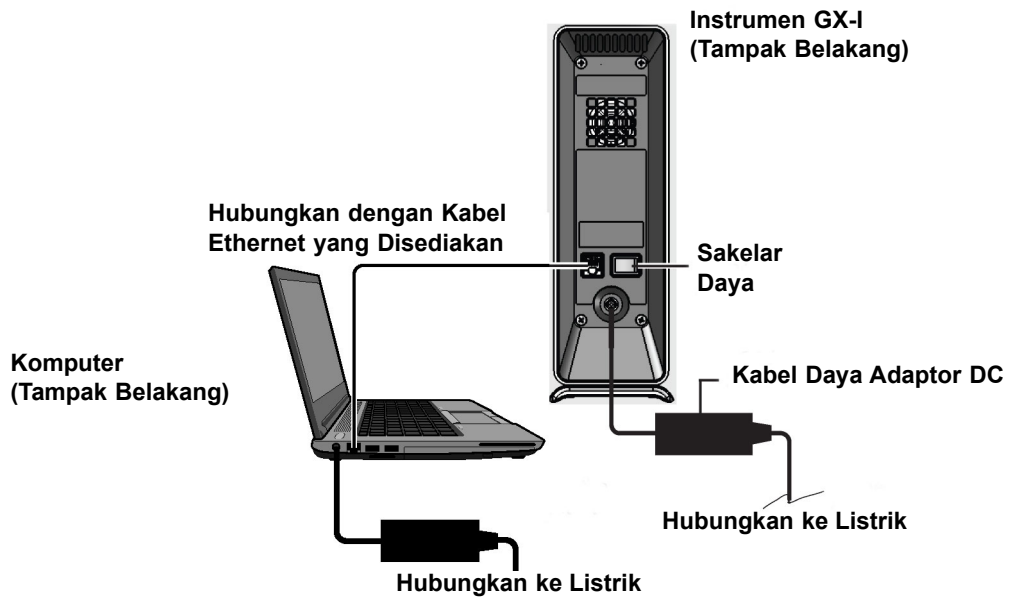 Instrumen GX-I
(Tampak Belakang)
Hubungkan dengan Kabel
Ethernet yang Disediakan
Sakelar
Daya
Komputer
(Tampak Belakang)
Kabel Daya Adaptor DC
Hubungkan ke Listrik
Hubungkan ke Listrik